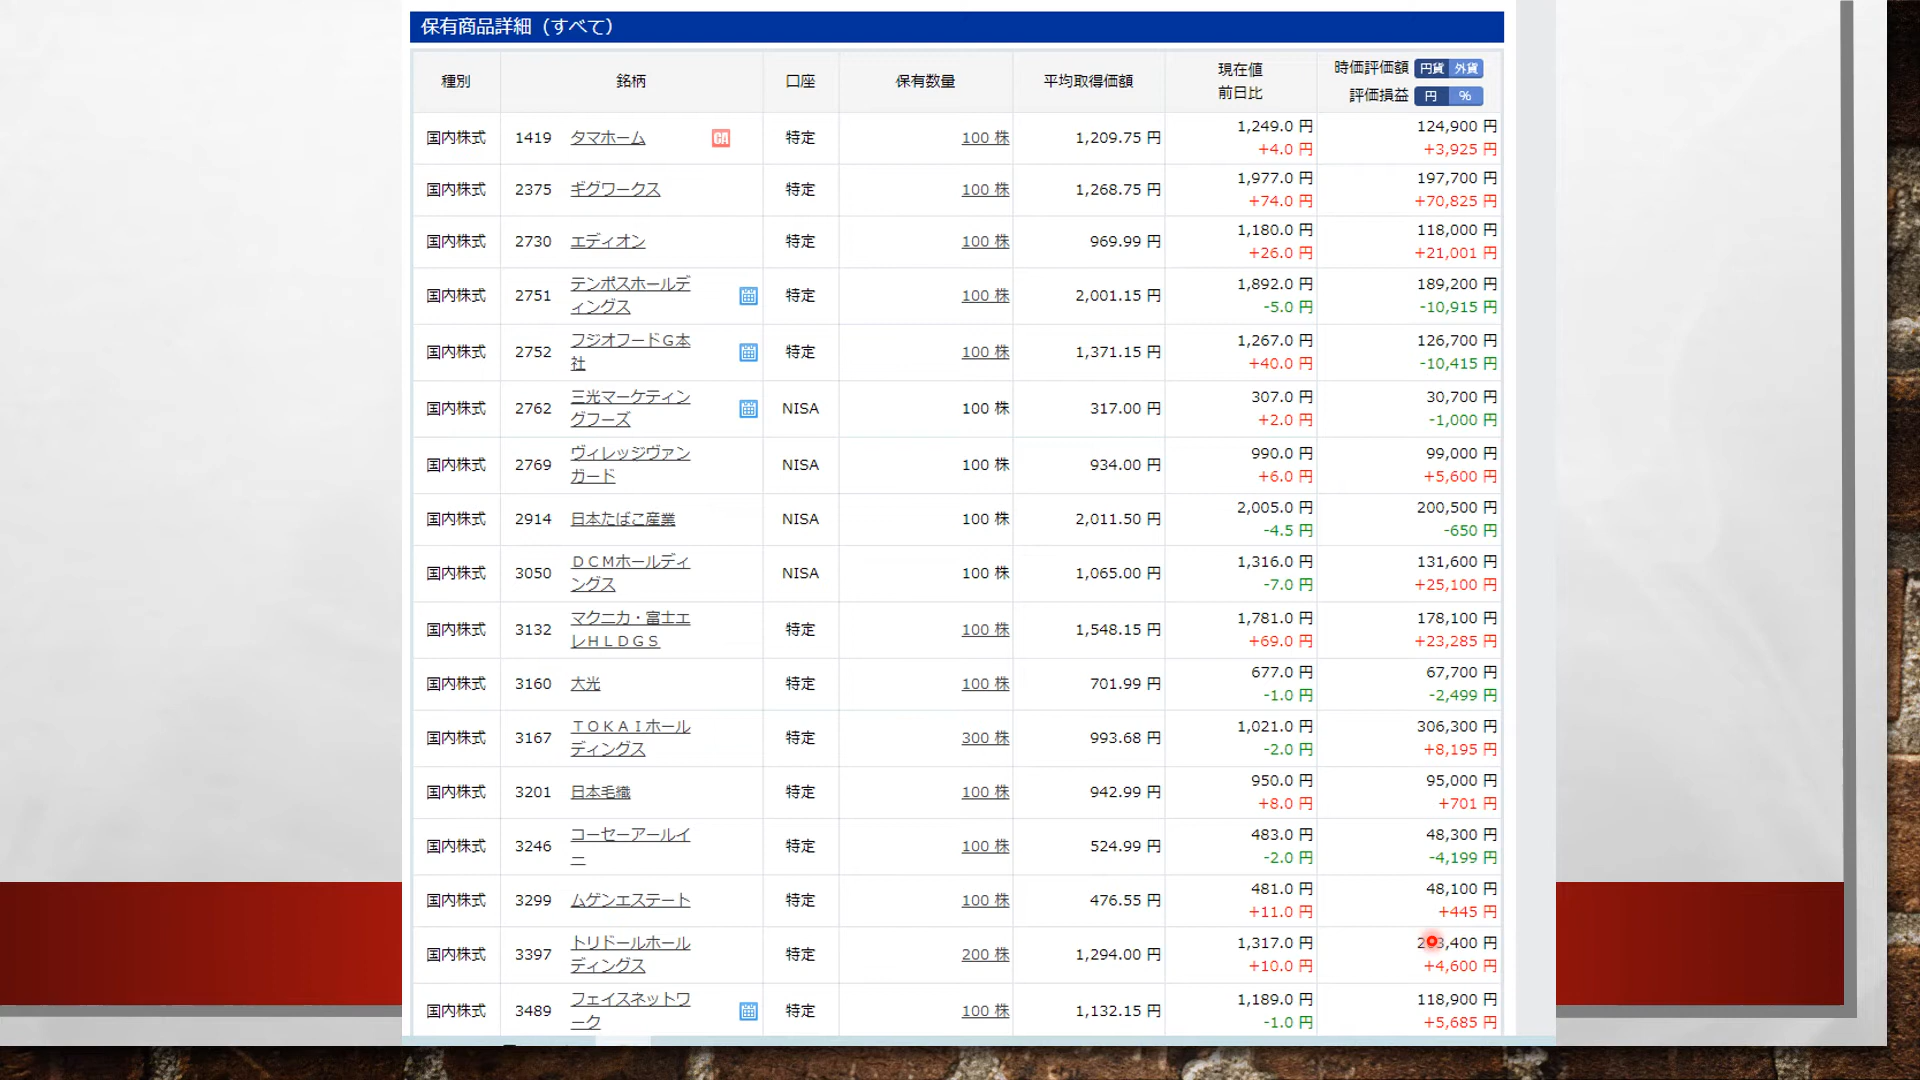 保有商品詳細（すべて）
種別 銘柄 口座 保有数量 平均取得価額 現在値 前日比 時価評価額 円貨 外貨 評価損益 円 %
国内株式 1419 タマホーム CA 特定 100 株 1,209.75 円 1,249.0 円 124,900 円
+4.0 円 +3,925 円
国内株式 2375 ギグワークス 特定 100 株 1,268.75 円 1,977.0 円 197,700 円
+74.0 円 +70,825 円
国内株式 2730 エディオン 特定 100 株 969.99 円 1,180.0 円 118,000 円
+26.0 円 +21,001 円
国内株式 2751 テンポスホールデ 特定 100 株 2,001.15 円 1,892.0 円 189,200 円
ィングス -5.0 円 -10,915 円
国内株式 2752 フジオフードＧ本 特定 100 株 1,371.15 円 1,267.0 円 126,700 円
社 +40.0 円 -10,415 円
国内株式 2762 三光マーケティン NISA 100 株 317.00 円 307.0 円 30,700 円
グフーズ +2.0 円 -1,000 円
国内株式 2769 ヴィレッジヴァン NISA 100 株 934.00 円 990.0 円 99,000 円
ガード +6.0 円 +5,600 円
国内株式 2914 日本たばこ産業 NISA 100 株 2,011.50 円 2,005.0 円 200,500 円
-4.5 円 -650 円
国内株式 3050 ＤＣＭホールディ NISA 100 株 1,065.00 円 1,316.0 円 131,600 円
ングス -7.0 円 +25,100 円
国内株式 3132 マクニカ・富士エ 特定 100 株 1,548.15 円 1,781.0 円 178,100 円
レＨＬＤＧＳ +69.0 円 +23,285 円
国内株式 3160 大光 特定 100 株 701.99 円 677.0 円 67,700 円
-1.0 円 -2,499 円
国内株式 3167 ＴＯＫＡＩホール 特定 300 株 993.68 円 1,021.0 円 306,300 円
ディングス -2.0 円 +8,195 円
国内株式 3201 日本毛織 特定 100 株 942.99 円 950.0 円 95,000 円
+8.0 円 +701 円
国内株式 3246 コーセーアールイ 特定 100 株 524.99 円 483.0 円 48,300 円
ー -2.0 円 -4,199 円
国内株式 3299 ムゲンエステート 特定 100 株 476.55 円 481.0 円 48,100 円
+11.0 円 +445 円
国内株式 3397 トリドールホール 特定 200 株 1,294.00 円 1,317.0 円
ディングス +10.0 円 +4,600 円
国内株式 3489 フェイスネットワ 特定 100 株 1,132.15 円 1,189.0 円 118,900 円
ーク -1.0 円 +5,685 円